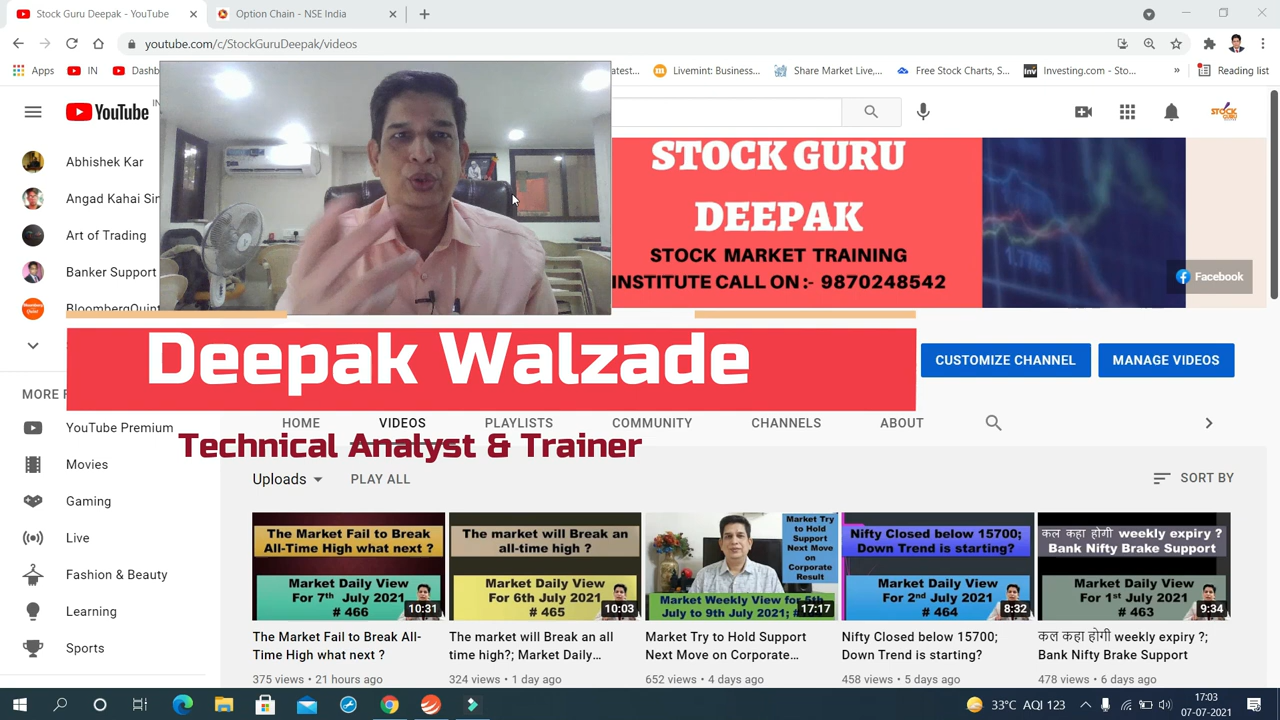 Stock Guru Deepak - YouTube
Option Chain - NSE India
youtube.com/c/StockGuruDeepak/videos
Apps
IN
Dashb
atest...
Livemint: Business...
Share Market Live,...
Free Stock Charts, S...
Inv
Investing.com - Sto...
»
Reading list
YouTube
IN
STOCK GURU
Abhishek Kar
Angad Kahai Sin
Art of Trading
Banker Support
BloombergQuint
STOCK GURU
DEEPAK
STOCK MARKET TRAINING
INSTITUTE CALL ON :- 9870248542
Facebook
Deepak Walzade
CUSTOMIZE CHANNEL
MANAGE VIDEOS
MORE F
HOME
VIDEOS
PLAYLISTS
COMMUNITY
CHANNELS
ABOUT
Technical Analyst & Trainer
YouTube Premium
Movies
Gaming
Live
Fashion & Beauty
Learning
Sports
Uploads
PLAY ALL
SORT BY
The Market Fail to Break
All-Time High what next ?
Market Daily View
For 7th July 2021
# 466
10:31
The Market Fail to Break All-
Time High what next ?
375 views • 21 hours ago
The market will Break an
all-time high ?
Market Daily View
For 6th July 2021
# 465
10:03
The market will Break an all
time high?; Market Daily...
324 views • 1 day ago
Market Try to Hold
Support
Next Move
on
Corporate
Result
Market Weekly View for 5th
July to 9th July 2021; #
17:17
Market Try to Hold Support
Next Move on Corporate...
652 views • 4 days ago
Nifty Closed below 15700;
Down Trend is starting?
Market Daily View
For 2nd July 2021
# 464
8:32
Nifty Closed below 15700;
Down Trend is starting?
458 views • 5 days ago
कल कहा होगी weekly expiry ?
Bank Nifty Brake Support
Market Daily View
For 1st July 2021
# 463
9:34
कल कहा होगी weekly expiry ?;
Bank Nifty Brake Support
478 views • 6 days ago
33°C AQI 123
17:03
07-07-2021